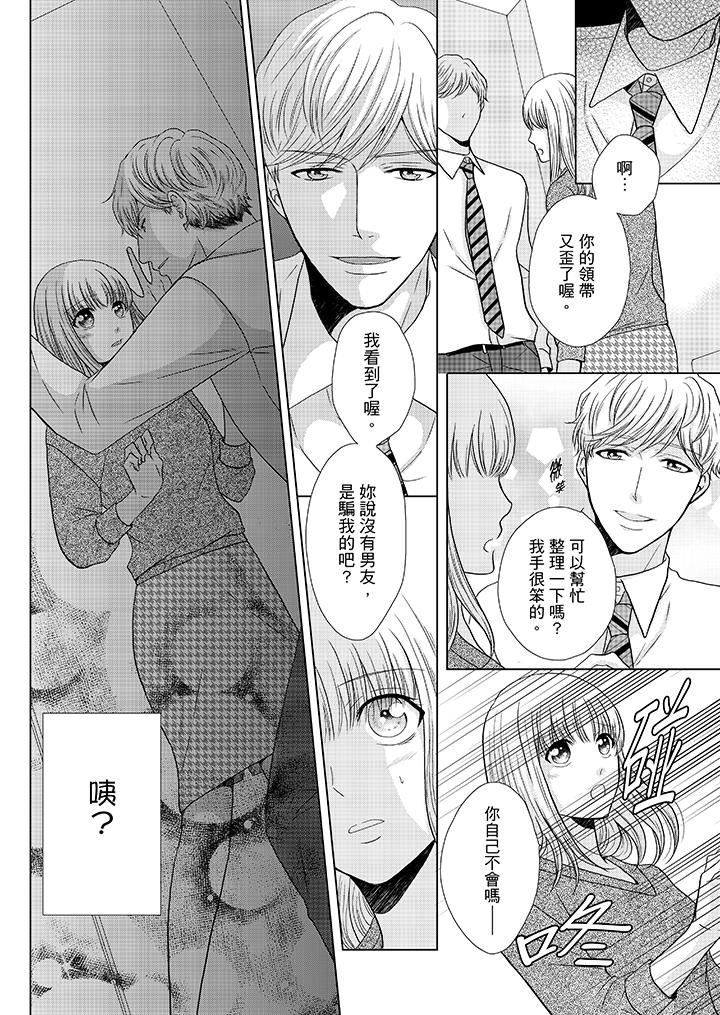 啊…
你的領帶
又歪了喔。
微笑
可以幫忙
整理一下嗎？
我手很笨的。
碰
你自己不會嗎—
咚
我看到了喔。
妳說沒有男友，
是騙我的吧？
咦？